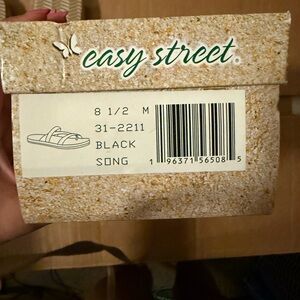 easy street.
8 1/2 M
31-2211
BLACK
SONG
1 96371 56508 5